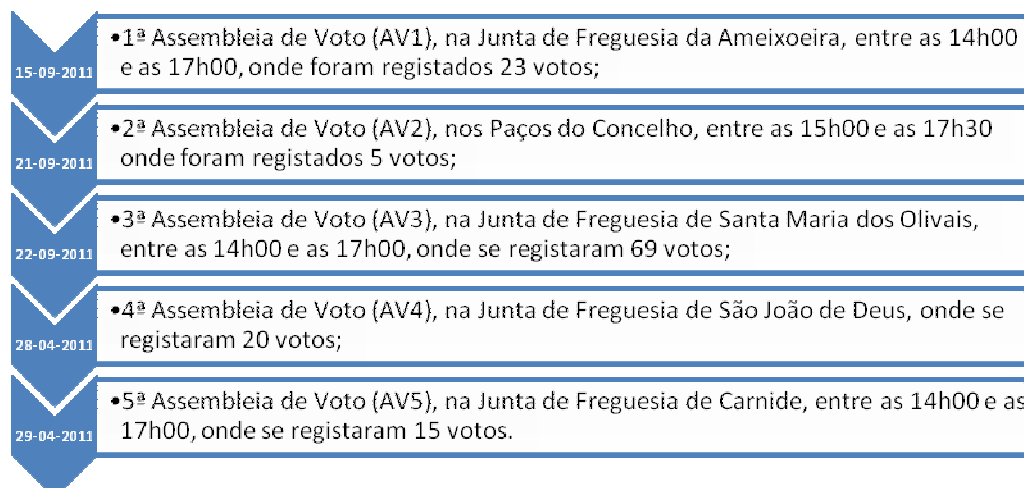 15-09-2011
•1ª Assembleia de Voto (AV1), na Junta de Freguesia da Ameixoeira, entre as 14h00
e as 17h00, onde foram registados 23 votos;
21-09-2011
•2ª Assembleia de Voto (AV2), nos Paços do Concelho, entre as 15h00 e as 17h30
onde foram registados 5 votos;
22-09-2011
•3ª Assembleia de Voto (AV3), na Junta de Freguesia de Santa Maria dos Olivais,
entre as 14h00 e as 17h00, onde se registaram 69 votos;
28-04-2011
•4ª Assembleia de Voto (AV4), na Junta de Freguesia de São João de Deus, onde se
registaram 20 votos;
29-04-2011
•5ª Assembleia de Voto (AV5), na Junta de Freguesia de Carnide, entre as 14h00 e as
17h00, onde se registaram 15 votos.